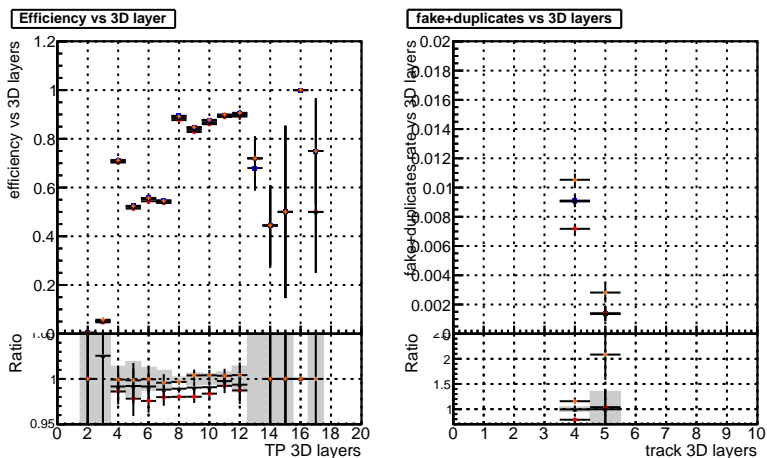 Efficiency vs 3D layer
efficiency vs 3D layers
1.2
1
0.8
0.6
0.4
0.2
Ratio
1
0.95
0 2 4 6 8 10 12 14 16 18 20
TP 3D layers
fake+duplicates vs 3D layers
fake+duplicates rate vs 3D layers
0.02
0.018
0.016
0.014
0.012
0.01
0.008
0.006
0.004
0.002
Ratio
2
1.5
1
0 1 2 3 4 5 6 7 8 9 10
track 3D layers